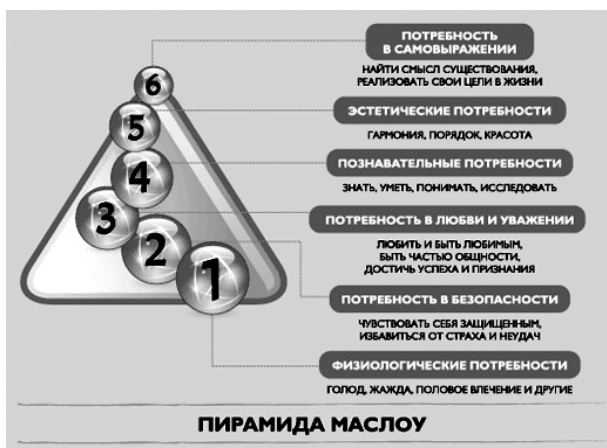 ПОТРЕБНОСТЬ
В САМОВЫРАЖЕНИИ
НАЙТИ СМЫСЛ СУЩЕСТВОВАНИЯ,
РЕАЛИЗОВАТЬ СВОИ ЦЕЛИ В ЖИЗНИ
6
ЭСТЕТИЧЕСКИЕ ПОТРЕБНОСТИ
ГАРМОНИЯ, ПОРЯДОК, КРАСОТА
5
ПОЗНАВАТЕЛЬНЫЕ ПОТРЕБНОСТИ
ЗНАТЬ, УМЕТЬ, ПОНИМАТЬ, ИССЛЕДОВАТЬ
4
ПОТРЕБНОСТЬ В ЛЮБВИ И УВАЖЕНИИ
ЛЮБИТЬ И БЫТЬ ЛЮБИМЫМ,
БЫТЬ ЧАСТЬЮ ОБЩНОСТИ,
ДОСТИЧЬ УСПЕХА И ПРИЗНАНИЯ
3
2
ПОТРЕБНОСТЬ В БЕЗОПАСНОСТИ
ЧУВСТВОВАТЬ СЕБЯ ЗАЩИЩЕННЫМ,
ИЗБАВИТЬСЯ ОТ СТРАХА И НЕУДАЧ
1
ФИЗИОЛОГИЧЕСКИЕ ПОТРЕБНОСТИ
ГОЛОД, ЖАЖДА, ПОЛОВОЕ ВЛЕЧЕНИЕ И ДРУГИЕ
ПИРАМИДА МАСЛОУ